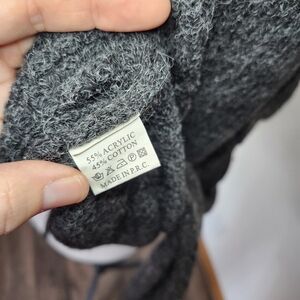 55% ACRYLIC
45% COTTON
MADE IN P.R.C.